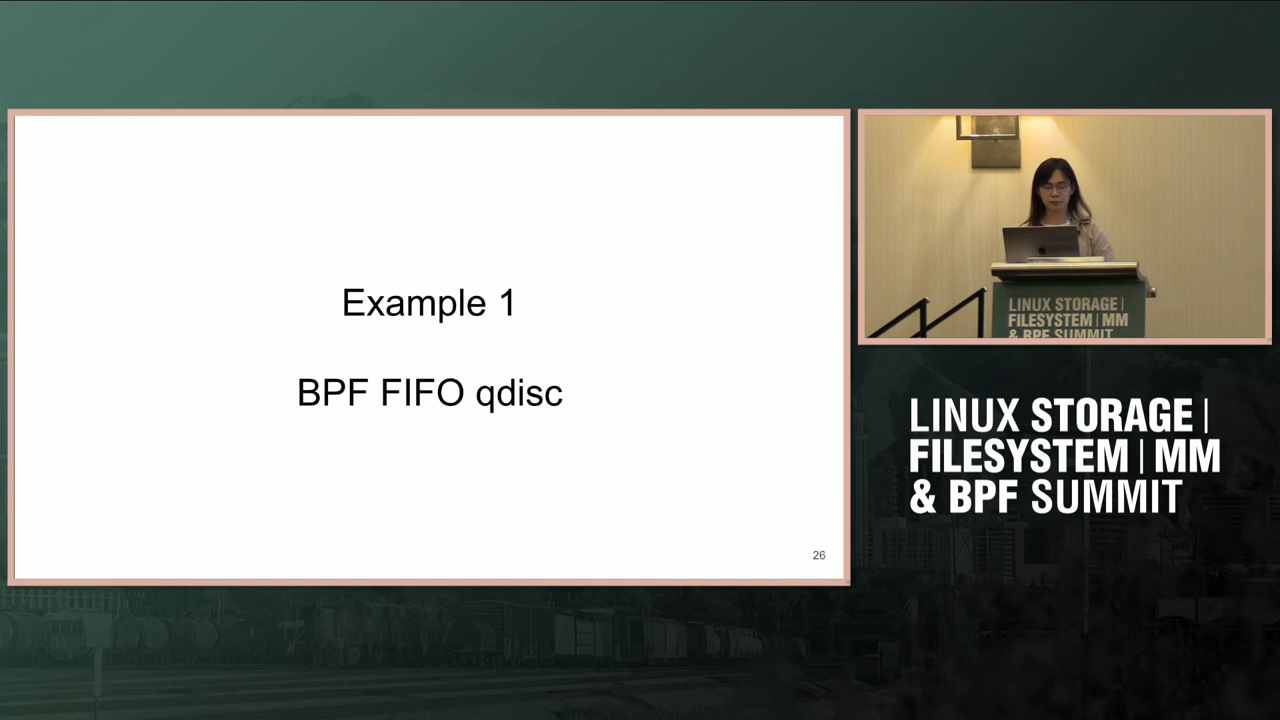 Example 1
BPF FIFO qdisc
26
LINUX STORAGE |
FILESYSTEM | MM
& BPF SUMMIT
LINUX STORAGE |
FILESYSTEM | MM
& BPF SUMMIT